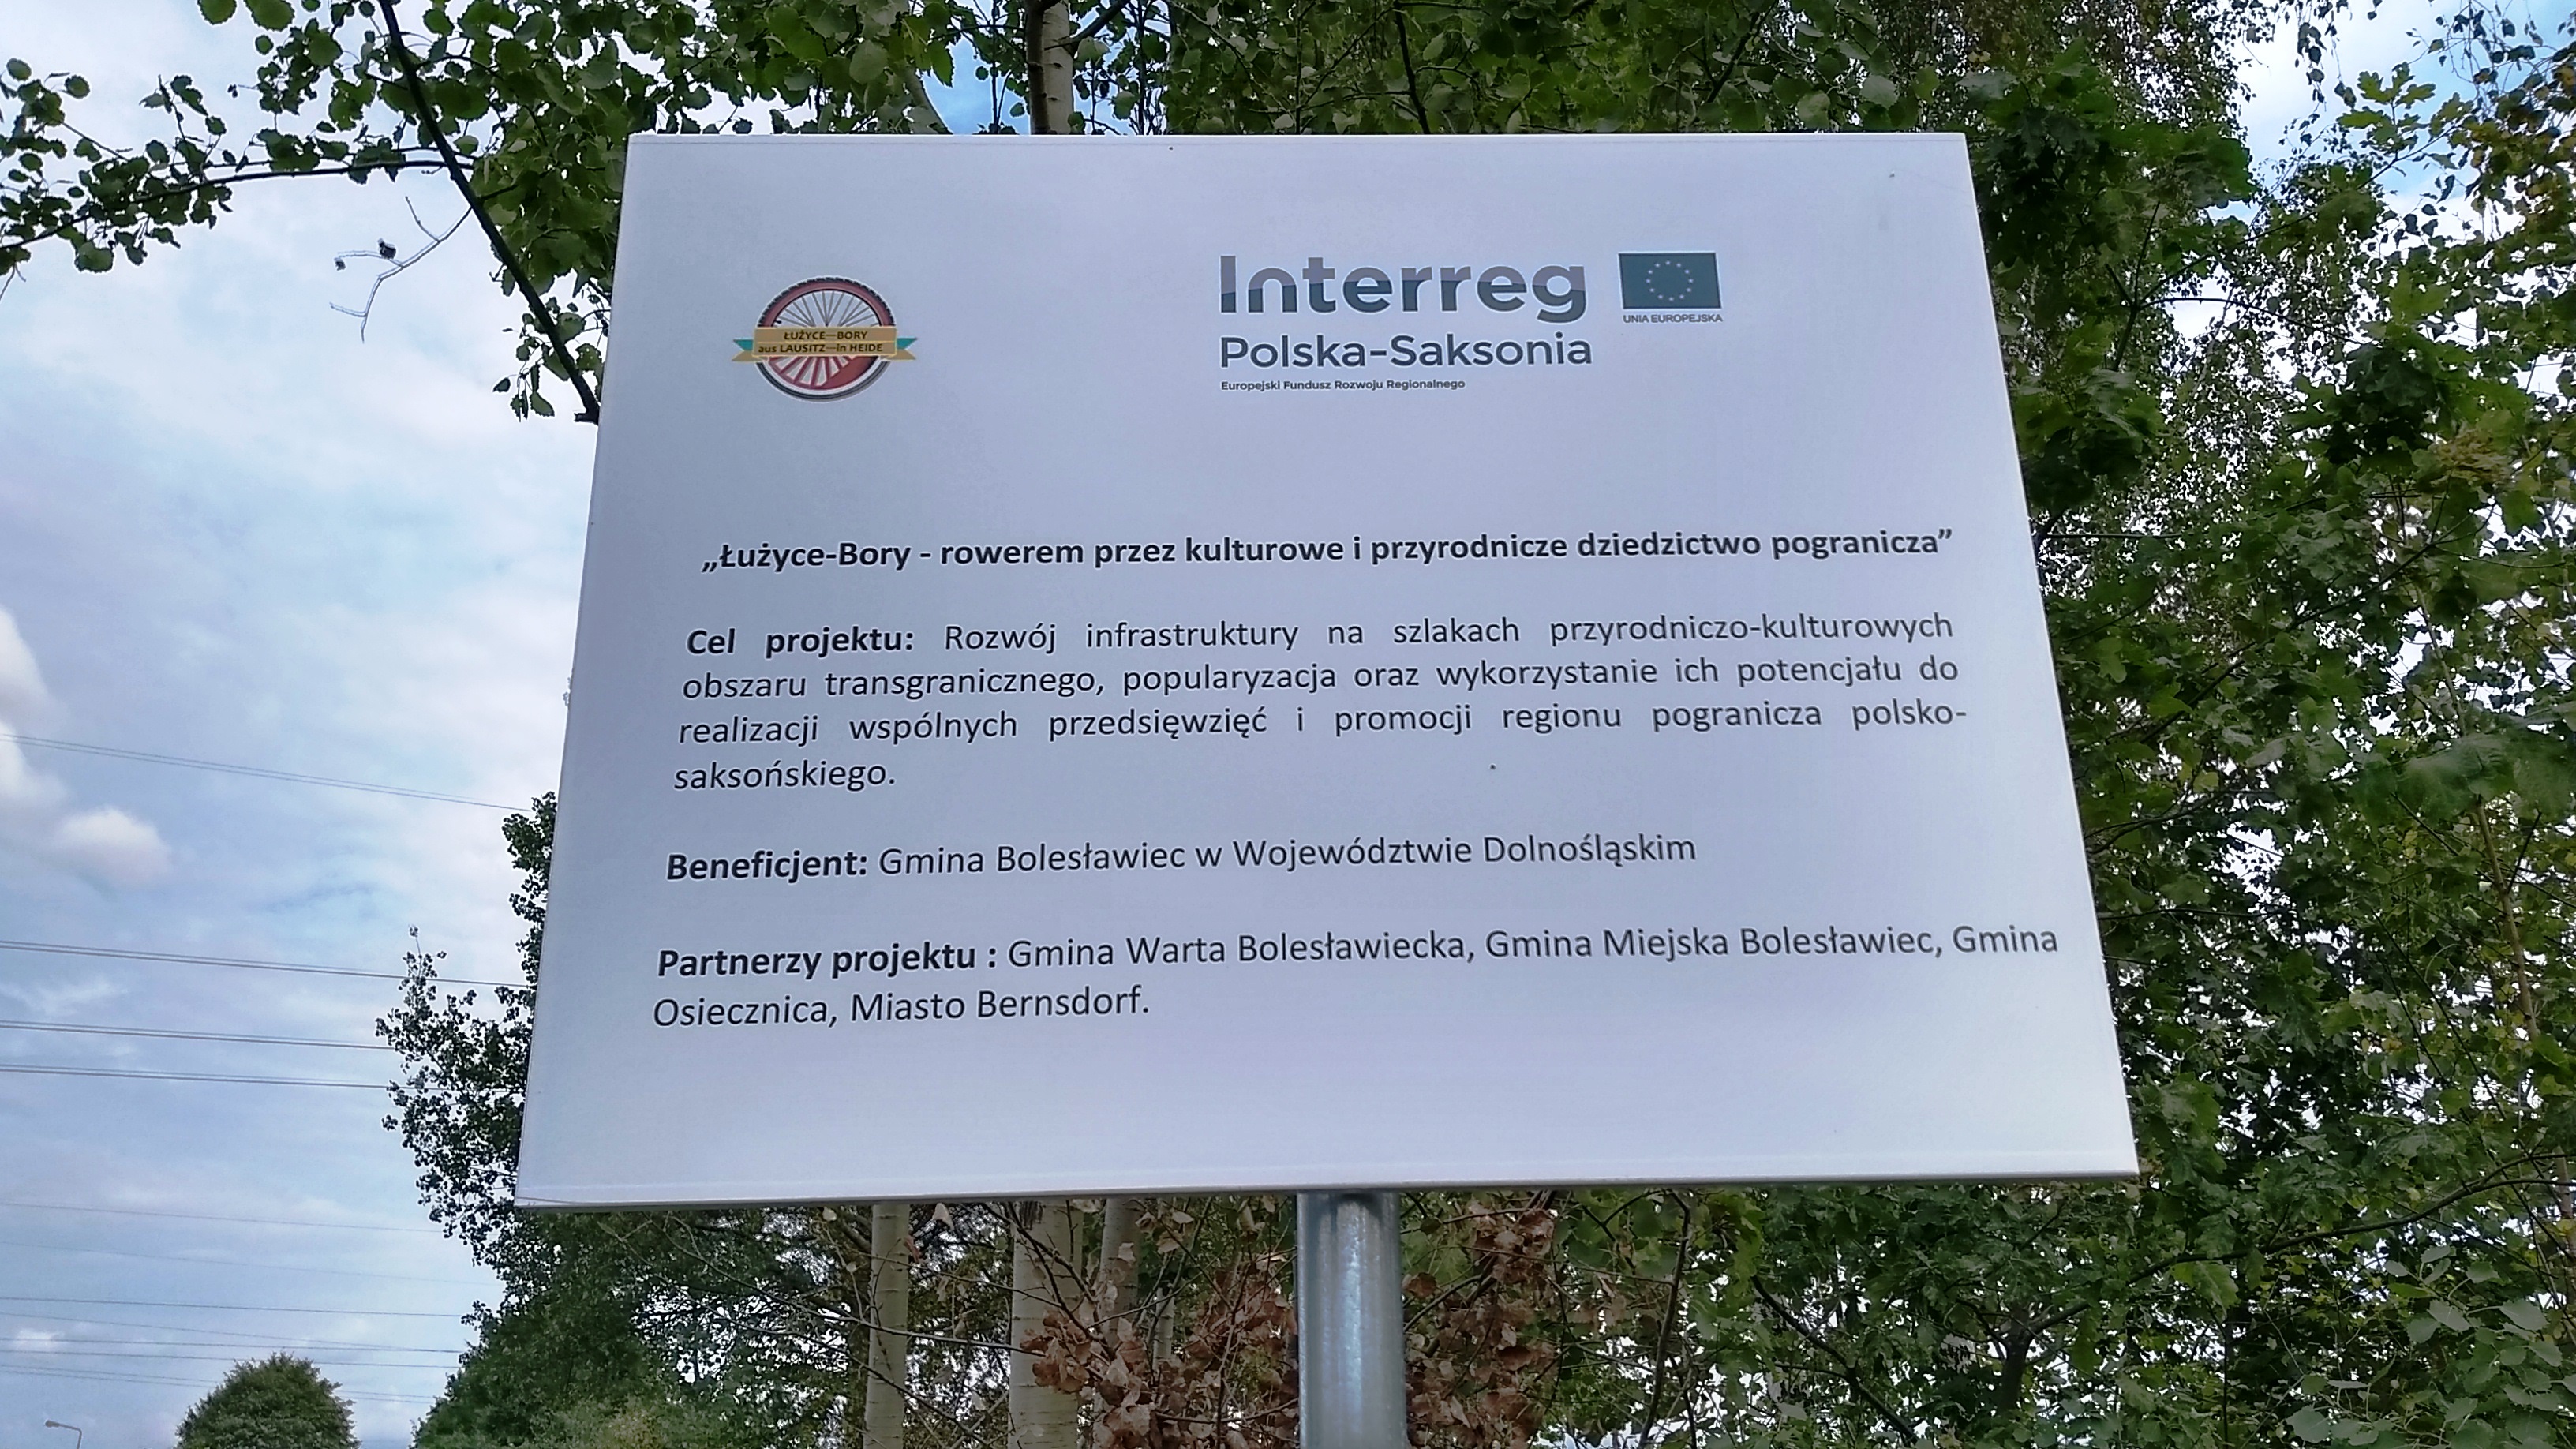 ŁUŻYCE—BORY
aus LAUSITZ—in HEIDE
Interreg
Polska-Saksonia
Europejski Fundusz Rozwoju Regionalnego
UNIA EUROPEJSKA
„Łużyce-Bory - rowerem przez kulturowe i przyrodnicze dziedzictwo pogranicza”
Cel projektu: Rozwój infrastruktury na szlakach przyrodniczo-kulturowych
obszaru transgranicznego, popularyzacja oraz wykorzystanie ich potencjału do
realizacji wspólnych przedsięwzięć i promocji regionu pogranicza polsko-
saksońskiego.
Beneficjent: Gmina Bolesławiec w Województwie Dolnośląskim
Partnerzy projektu : Gmina Warta Bolesławiecka, Gmina Miejska Bolesławiec, Gmina
Osiecznica, Miasto Bernsdorf.